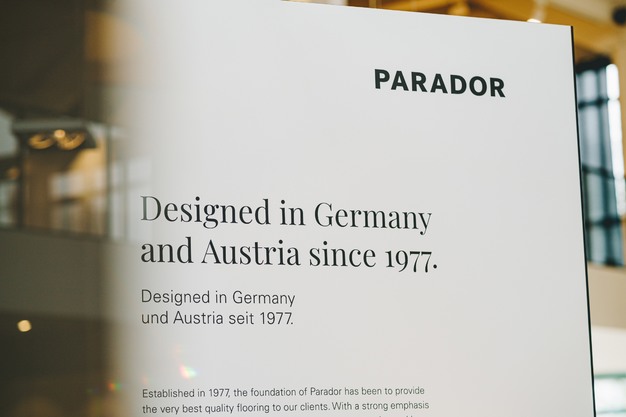 PARADOR
Designed in Germany
and Austria since 1977.
Designed in Germany
und Austria seit 1977.
Established in 1977, the foundation of Parador has been to provide
the very best quality flooring to our clients. With a strong emphasis